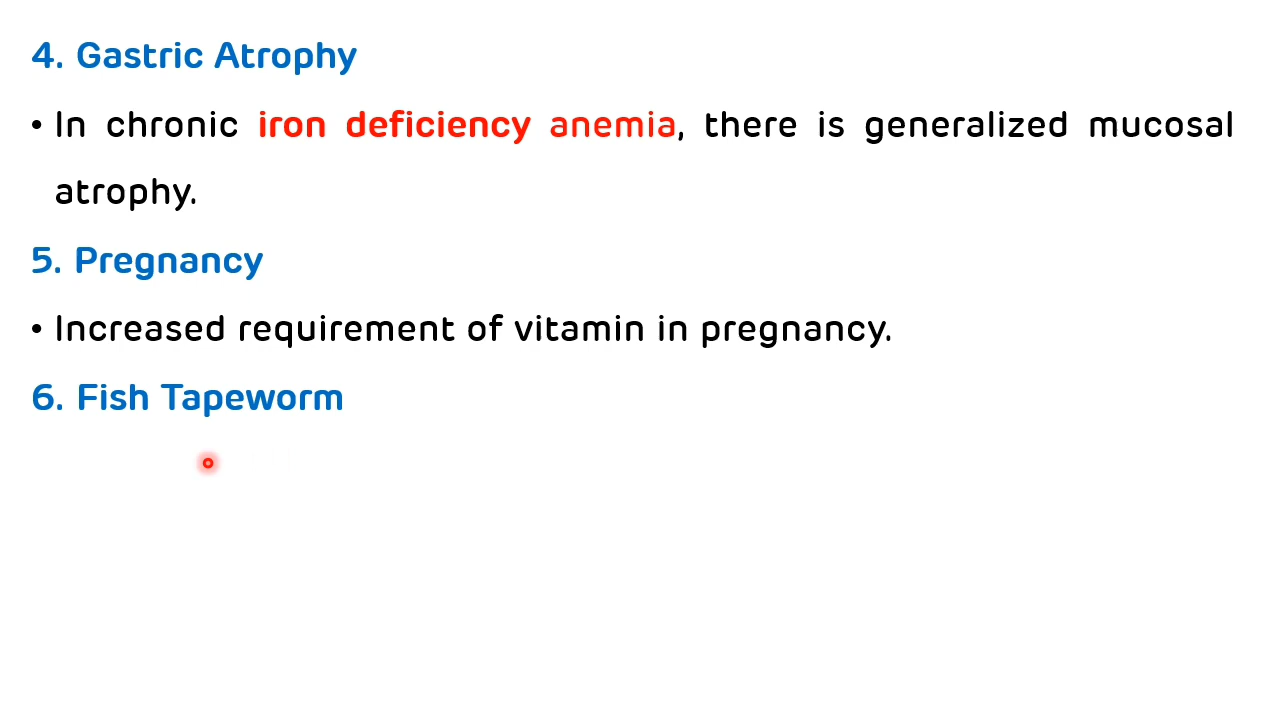 4. Gastric Atrophy
• In chronic iron deficiency anemia, there is generalized mucosal
atrophy.
5. Pregnancy
• Increased requirement of vitamin in pregnancy.
6. Fish Tapeworm